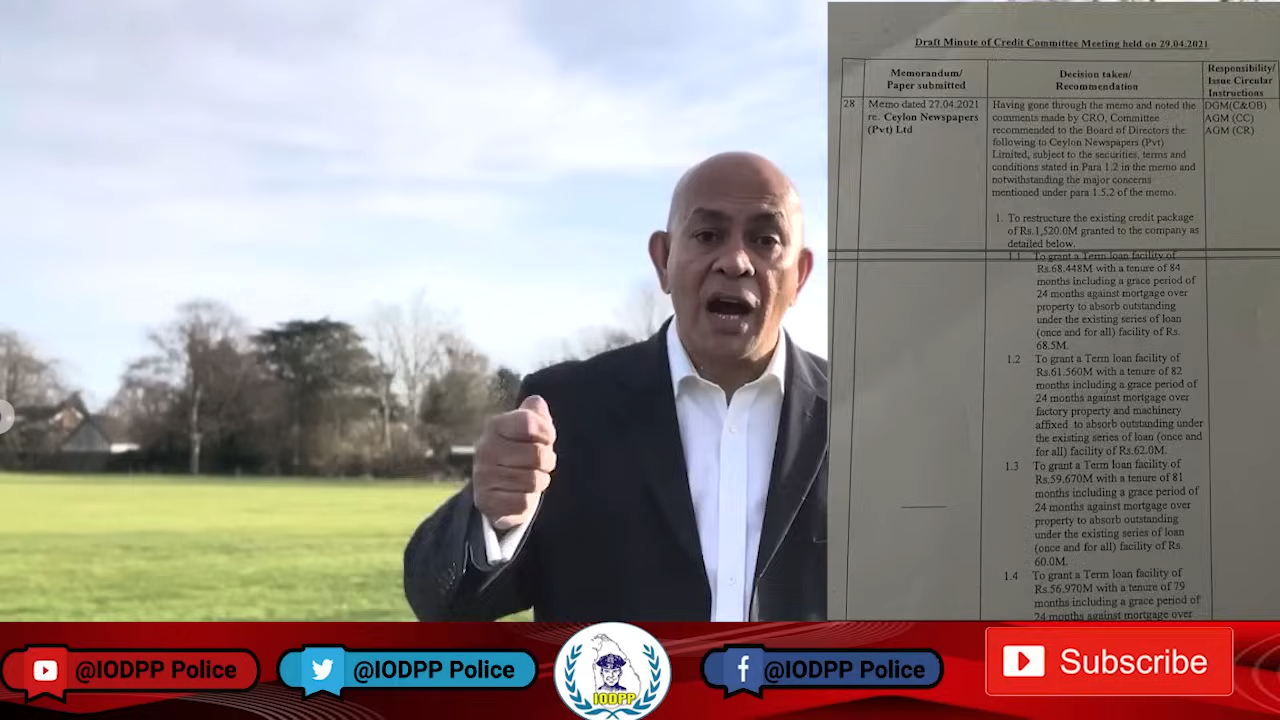 Draft Minute of Credit Committee Meeting held on 29.04.2021
Memorandum/
Paper submitted
Decision taken/
Recommendation
Responsibility/
Issue Circular
Instructions
28
Memo dated 27.04.2021
re. Ceylon Newspapers
(Pvt) Ltd
Having gone through the memo and noted the
comments made by CRO, Committee
recommended to the Board of Directors the
following to Ceylon Newspapers (Pvt)
Limited, subject to the securities, terms and
conditions stated in Para 1.2 in the memo and
notwithstanding the major concerns
mentioned under para 1.5.2 of the memo.
DGM(C&OB)
AGM (CC)
AGM (CR)
1. To restructure the existing credit package
of Rs.1,520.0M granted to the company as
detailed below.
1.1 To grant a Term loan facility of
Rs.68.448M with a tenure of 84
months including a grace period of
24 months against mortgage over
property to absorb outstanding
under the existing series of loan
(once and for all) facility of Rs.
68.5M.
1.2 To grant a Term loan facility of
Rs.61.560M with a tenure of 82
months including a grace period of
24 months against mortgage over
factory property and machinery
affixed to absorb outstanding under
the existing series of loan (once and
for all) facility of Rs.62.0M.
1.3 To grant a Term loan facility of
Rs.59.670M with a tenure of 81
months including a grace period of
24 months against mortgage over
property to absorb outstanding
under the existing series of loan
(once and for all) facility of Rs.
60.0M.
1.4 To grant a Term loan facility of
Rs.56.970M with a tenure of 79
months including a grace period of
24 months against mortgage over
@IODPP Police
@IODPP Police
IODPP
@IODPP Police
Subscribe